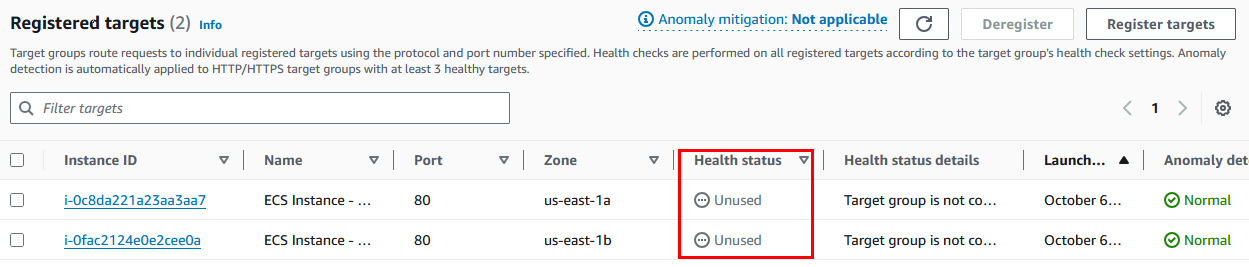 Registered targets (2) Info Anomaly mitigation: Not applicable Deregister Register targets
Target groups route requests to individual registered targets using the protocol and port number specified. Health checks are performed on all registered targets according to the target group's health check settings. Anomaly
detection is automatically applied to HTTP/HTTPS target groups with at least 3 healthy targets.
Filter targets 1
Instance ID Name Port Zone Health status Health status details Launch... Anomaly dete
i-0c8da221a23aa3aa7 ECS Instance - ... 80 us-east-1a Unused Target group is not co... October 6... Normal
i-0fac2124e0e2cee0a ECS Instance - ... 80 us-east-1b Unused Target group is not co... October 6... Normal